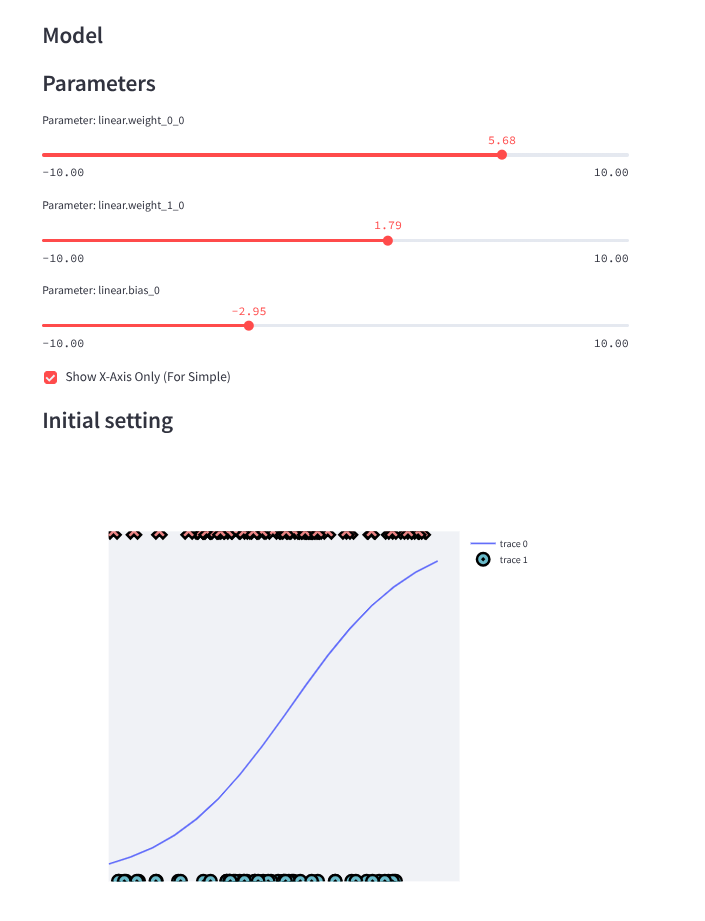 Model
Parameters
Parameter: linear.weight_0_0
5.68
-10.00 10.00
Parameter: linear.weight_1_0
1.79
-10.00 10.00
Parameter: linear.bias_0
-2.95
-10.00 10.00
Show X-Axis Only (For Simple)
Initial setting
trace 0
trace 1